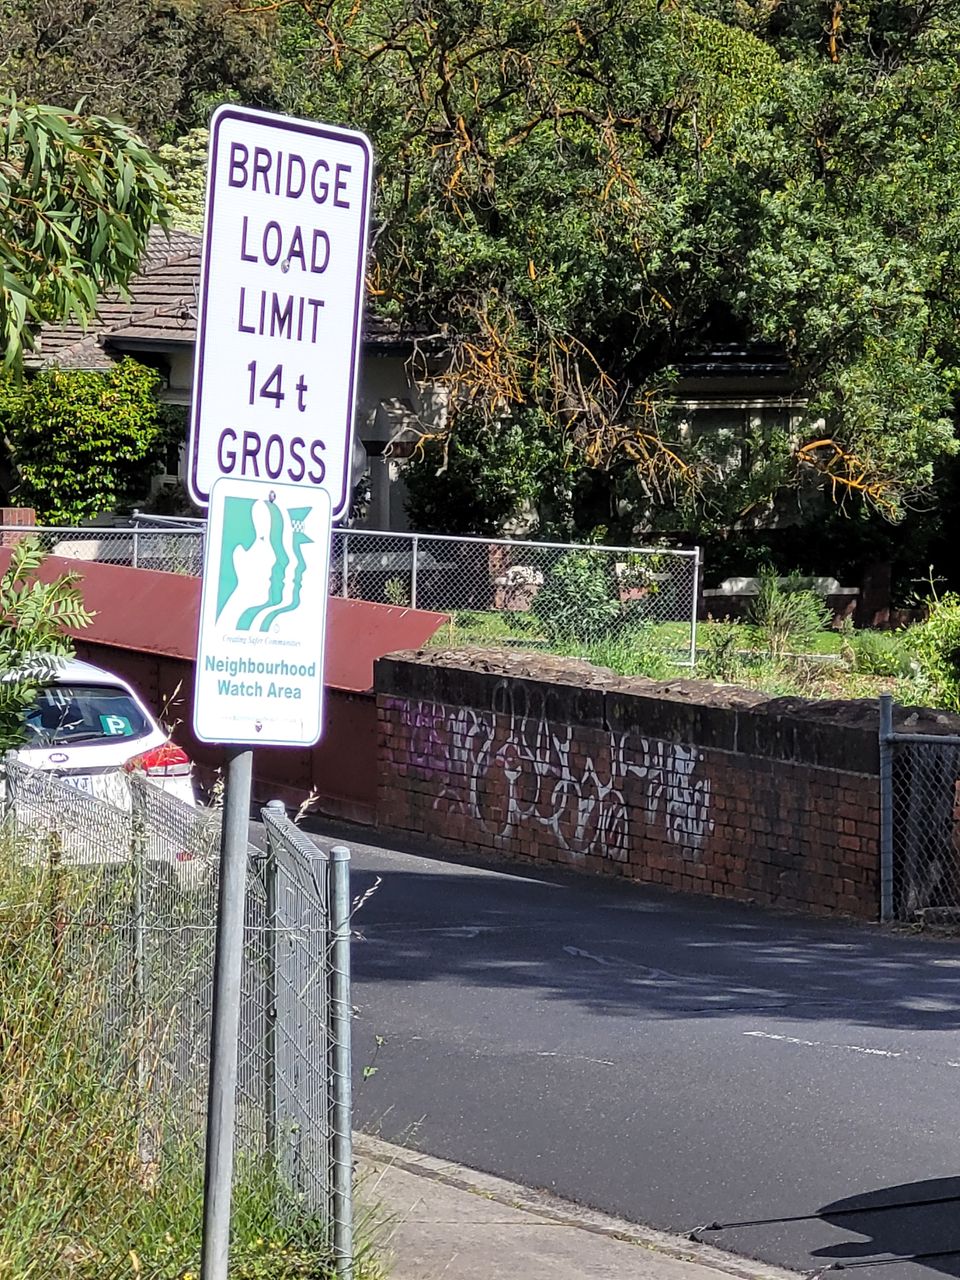 BRIDGE
LOAD
LIMIT
14 t
GROSS
Creating Safer Communities
Neighbourhood
Watch Area
P